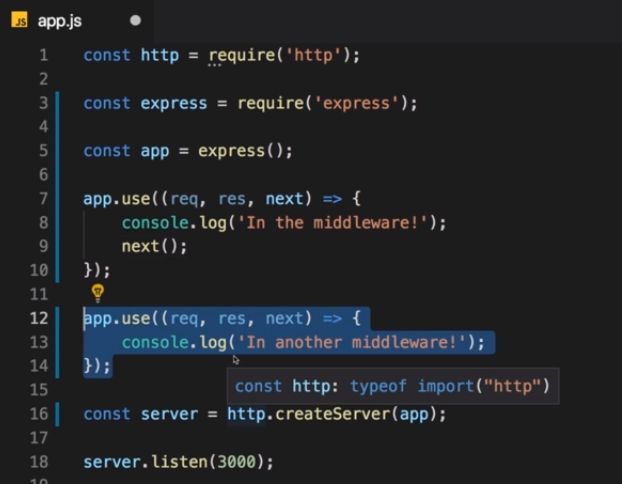 JS app.js
1 const http = require('http');
2
3 const express = require('express');
4
5 const app = express();
6
7 app.use((req, res, next) => {
8 console.log('In the middleware!');
9 next();
10 });
11
12 app.use((req, res, next) => {
13 console.log('In another middleware!');
14 });
const http: typeof import("http")
15
16 const server = http.createServer(app);
17
18 server.listen(3000);
19